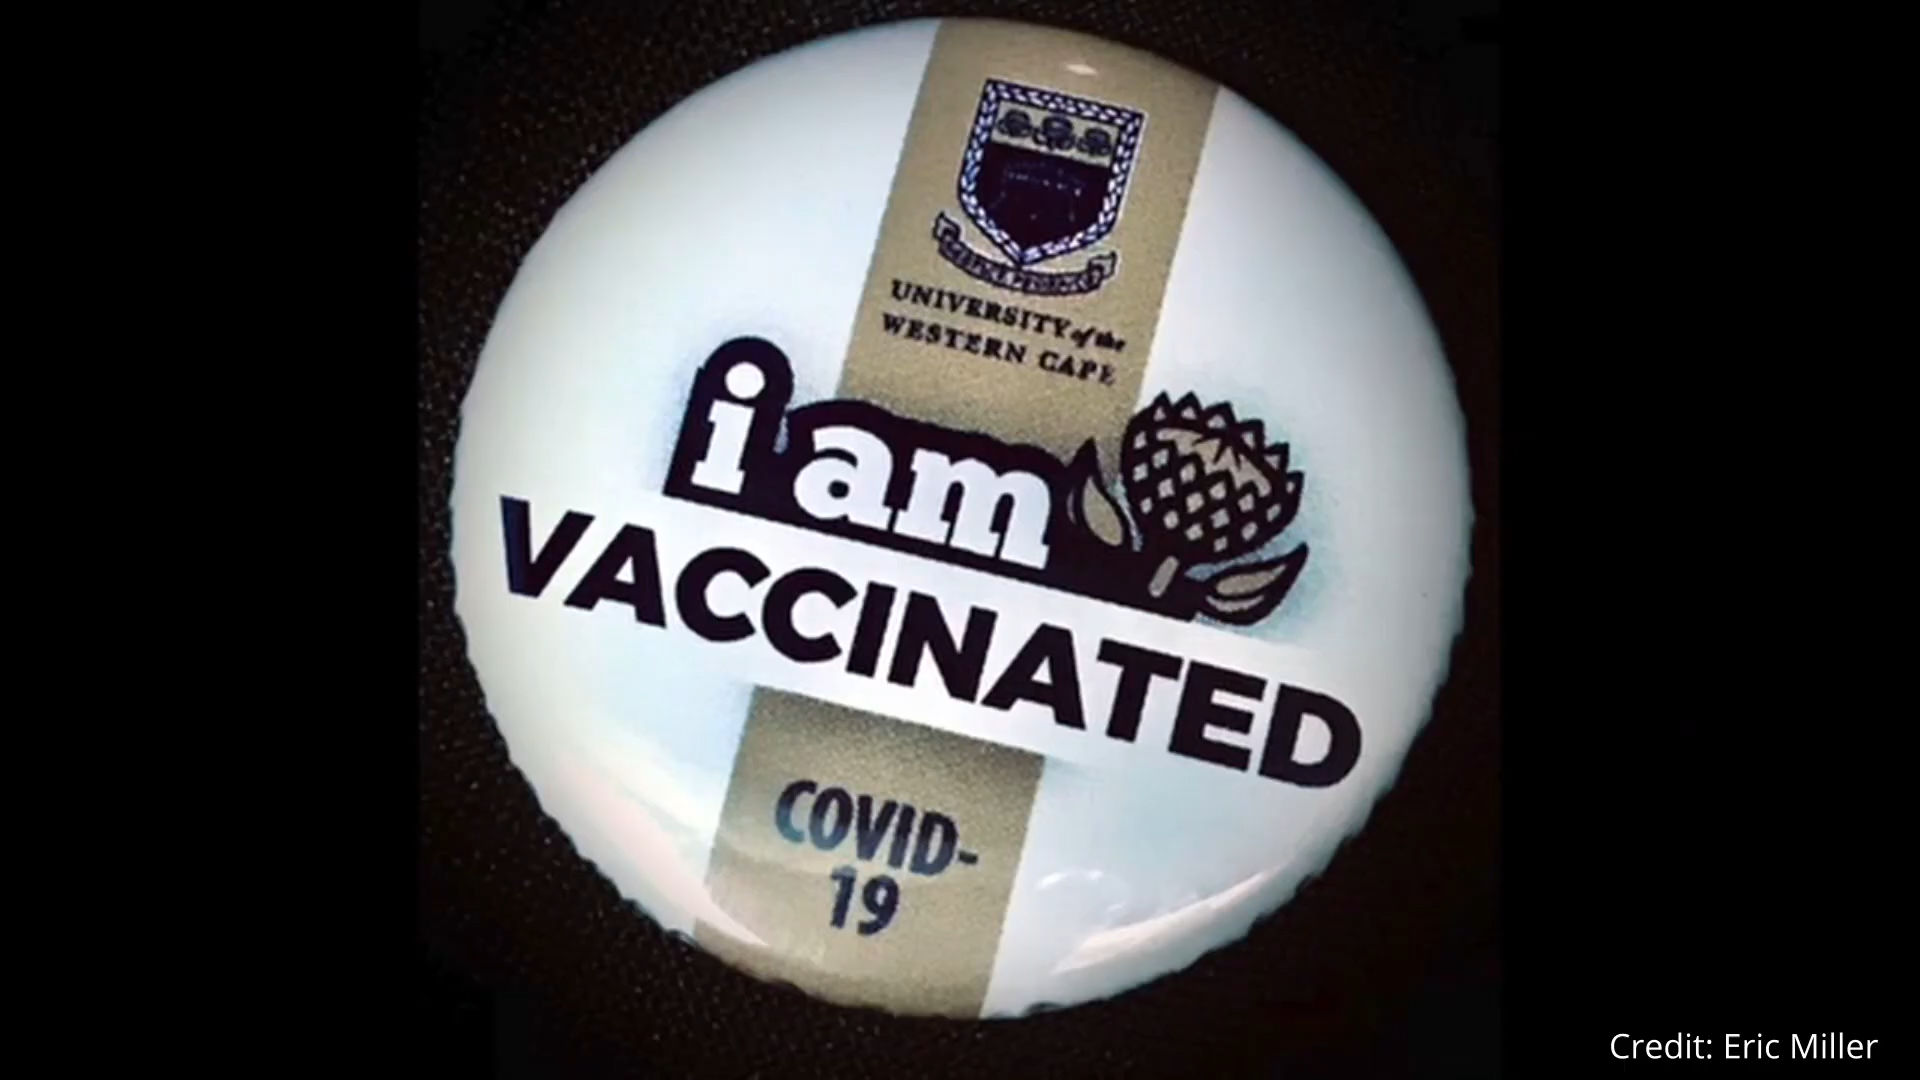 UNIVERSITY of the
WESTERN CAPE
i am
VACCINATED
COVID-
19
Credit: Eric Miller